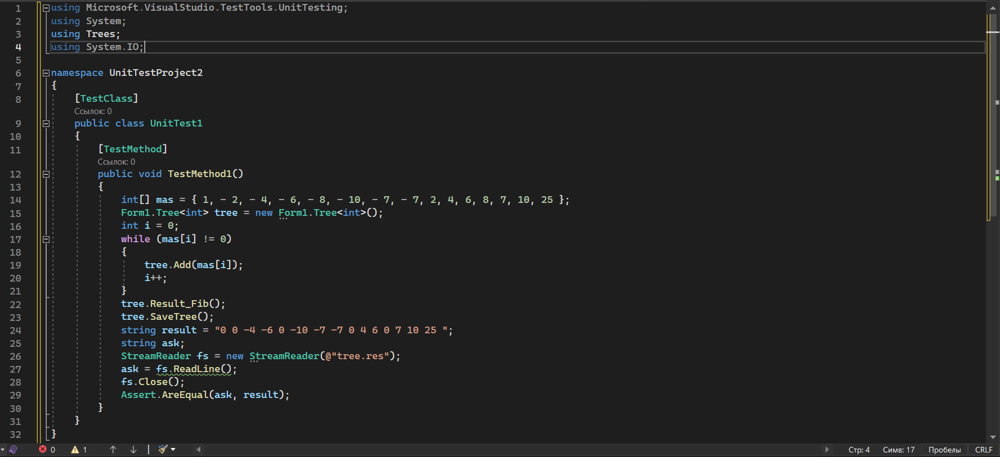 1 using Microsoft.VisualStudio.TestTools.UnitTesting;
2 using System;
3 using Trees;
4 using System.IO;
5
6 namespace UnitTestProject2
7 {
8 [TestClass]
Ссылок: 0
9 public class UnitTest1
10 {
11 [TestMethod]
Ссылок: 0
12 public void TestMethod1()
13 {
14 int[] mas = { 1, - 2, - 4, - 6, - 8, - 10, - 7, - 7, 2, 4, 6, 8, 7, 10, 25 };
15 Form1.Tree<int> tree = new Form1.Tree<int>();
16 int i = 0;
17 while (mas[i] != 0)
18 {
19 tree.Add(mas[i]);
20 i++;
21 }
22 tree.Result_Fib();
23 tree.SaveTree();
24 string result = "0 0 -4 -6 0 -10 -7 -7 0 4 6 0 7 10 25 ";
25 string ask;
26 StreamReader fs = new StreamReader(@"tree.res");
27 ask = fs.ReadLine();
28 fs.Close();
29 Assert.AreEqual(ask, result);
30 }
31 }
32 }
0 1 Стр: 4 Симв: 17 Пробелы CRLF